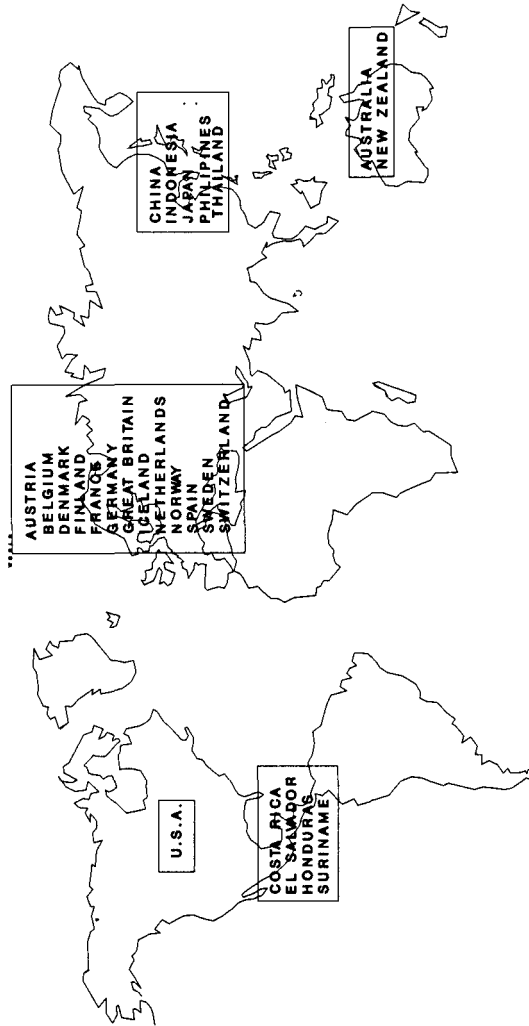 U.S.A.
COSTA RICA
EL SALVADOR
HONDURAS
SURINAME
AUSTRIA
BELGIUM
DENMARK
FINLAND
FRANCE
GERMANY
GREAT BRITAIN
ICELAND
NETHERLANDS
NORWAY
SPAIN
SWEDEN
SWITZERLAND
CHINA
INDONESIA
JAPAN
PHILIPINES
THAILAND
AUSTRALIA
NEW ZEALAND